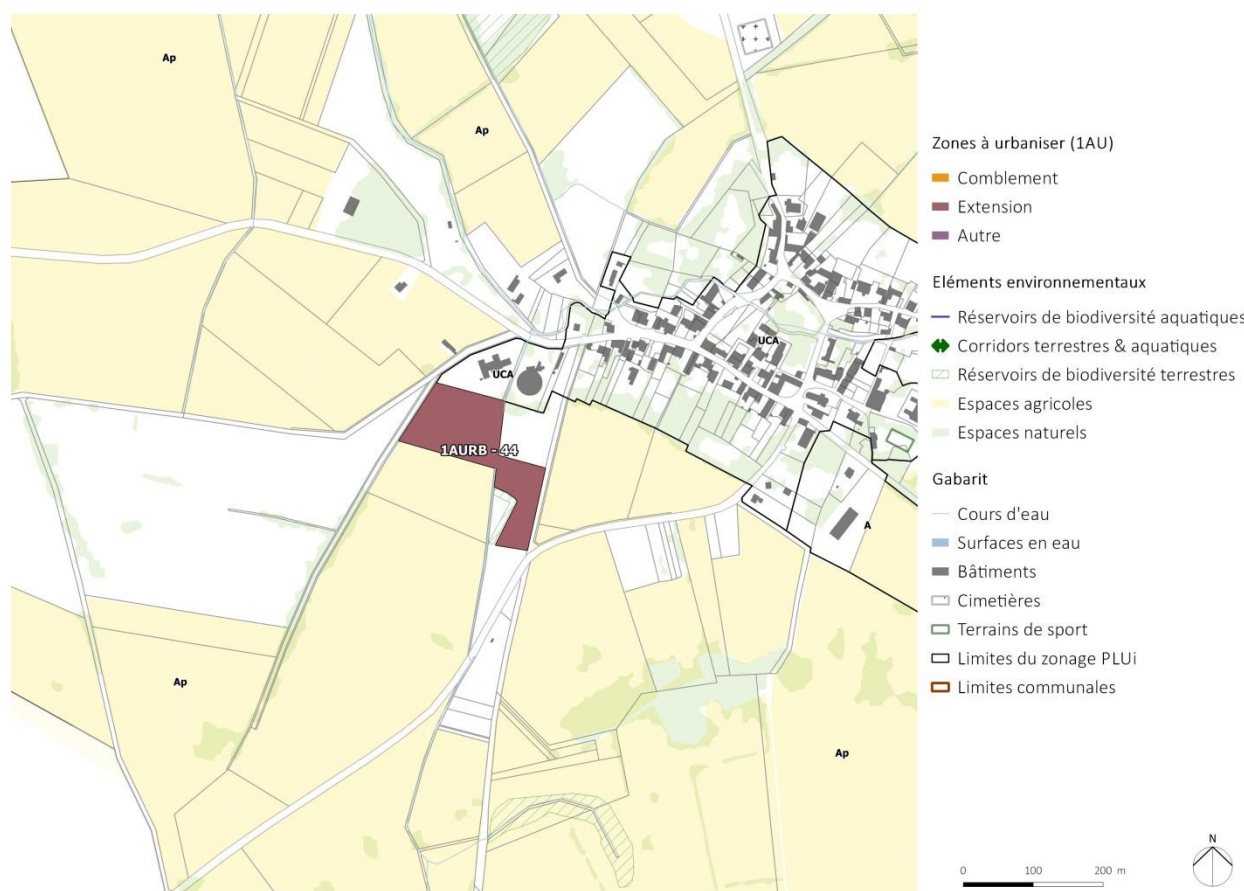 Ap
Ap
UCA
UCA
1AURB - 44
A
Ap
Ap
Zones à urbaniser (1AU)
Comblement
Extension
Autre
Eléments environnementaux
Réservoirs de biodiversité aquatiques
Corridors terrestres & aquatiques
Réservoirs de biodiversité terrestres
Espaces agricoles
Espaces naturels
Gabarit
Cours d'eau
Surfaces en eau
Bâtiments
Cimetières
Terrains de sport
Limites du zonage PLUi
Limites communales
N
0 100 200 m